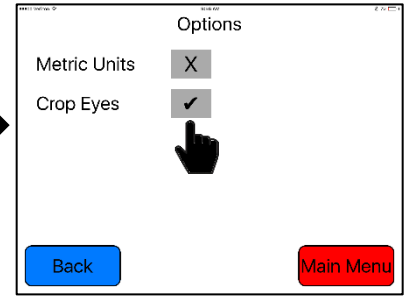 Options
Metric Units X
Crop Eyes ✔
Back
Main Menu